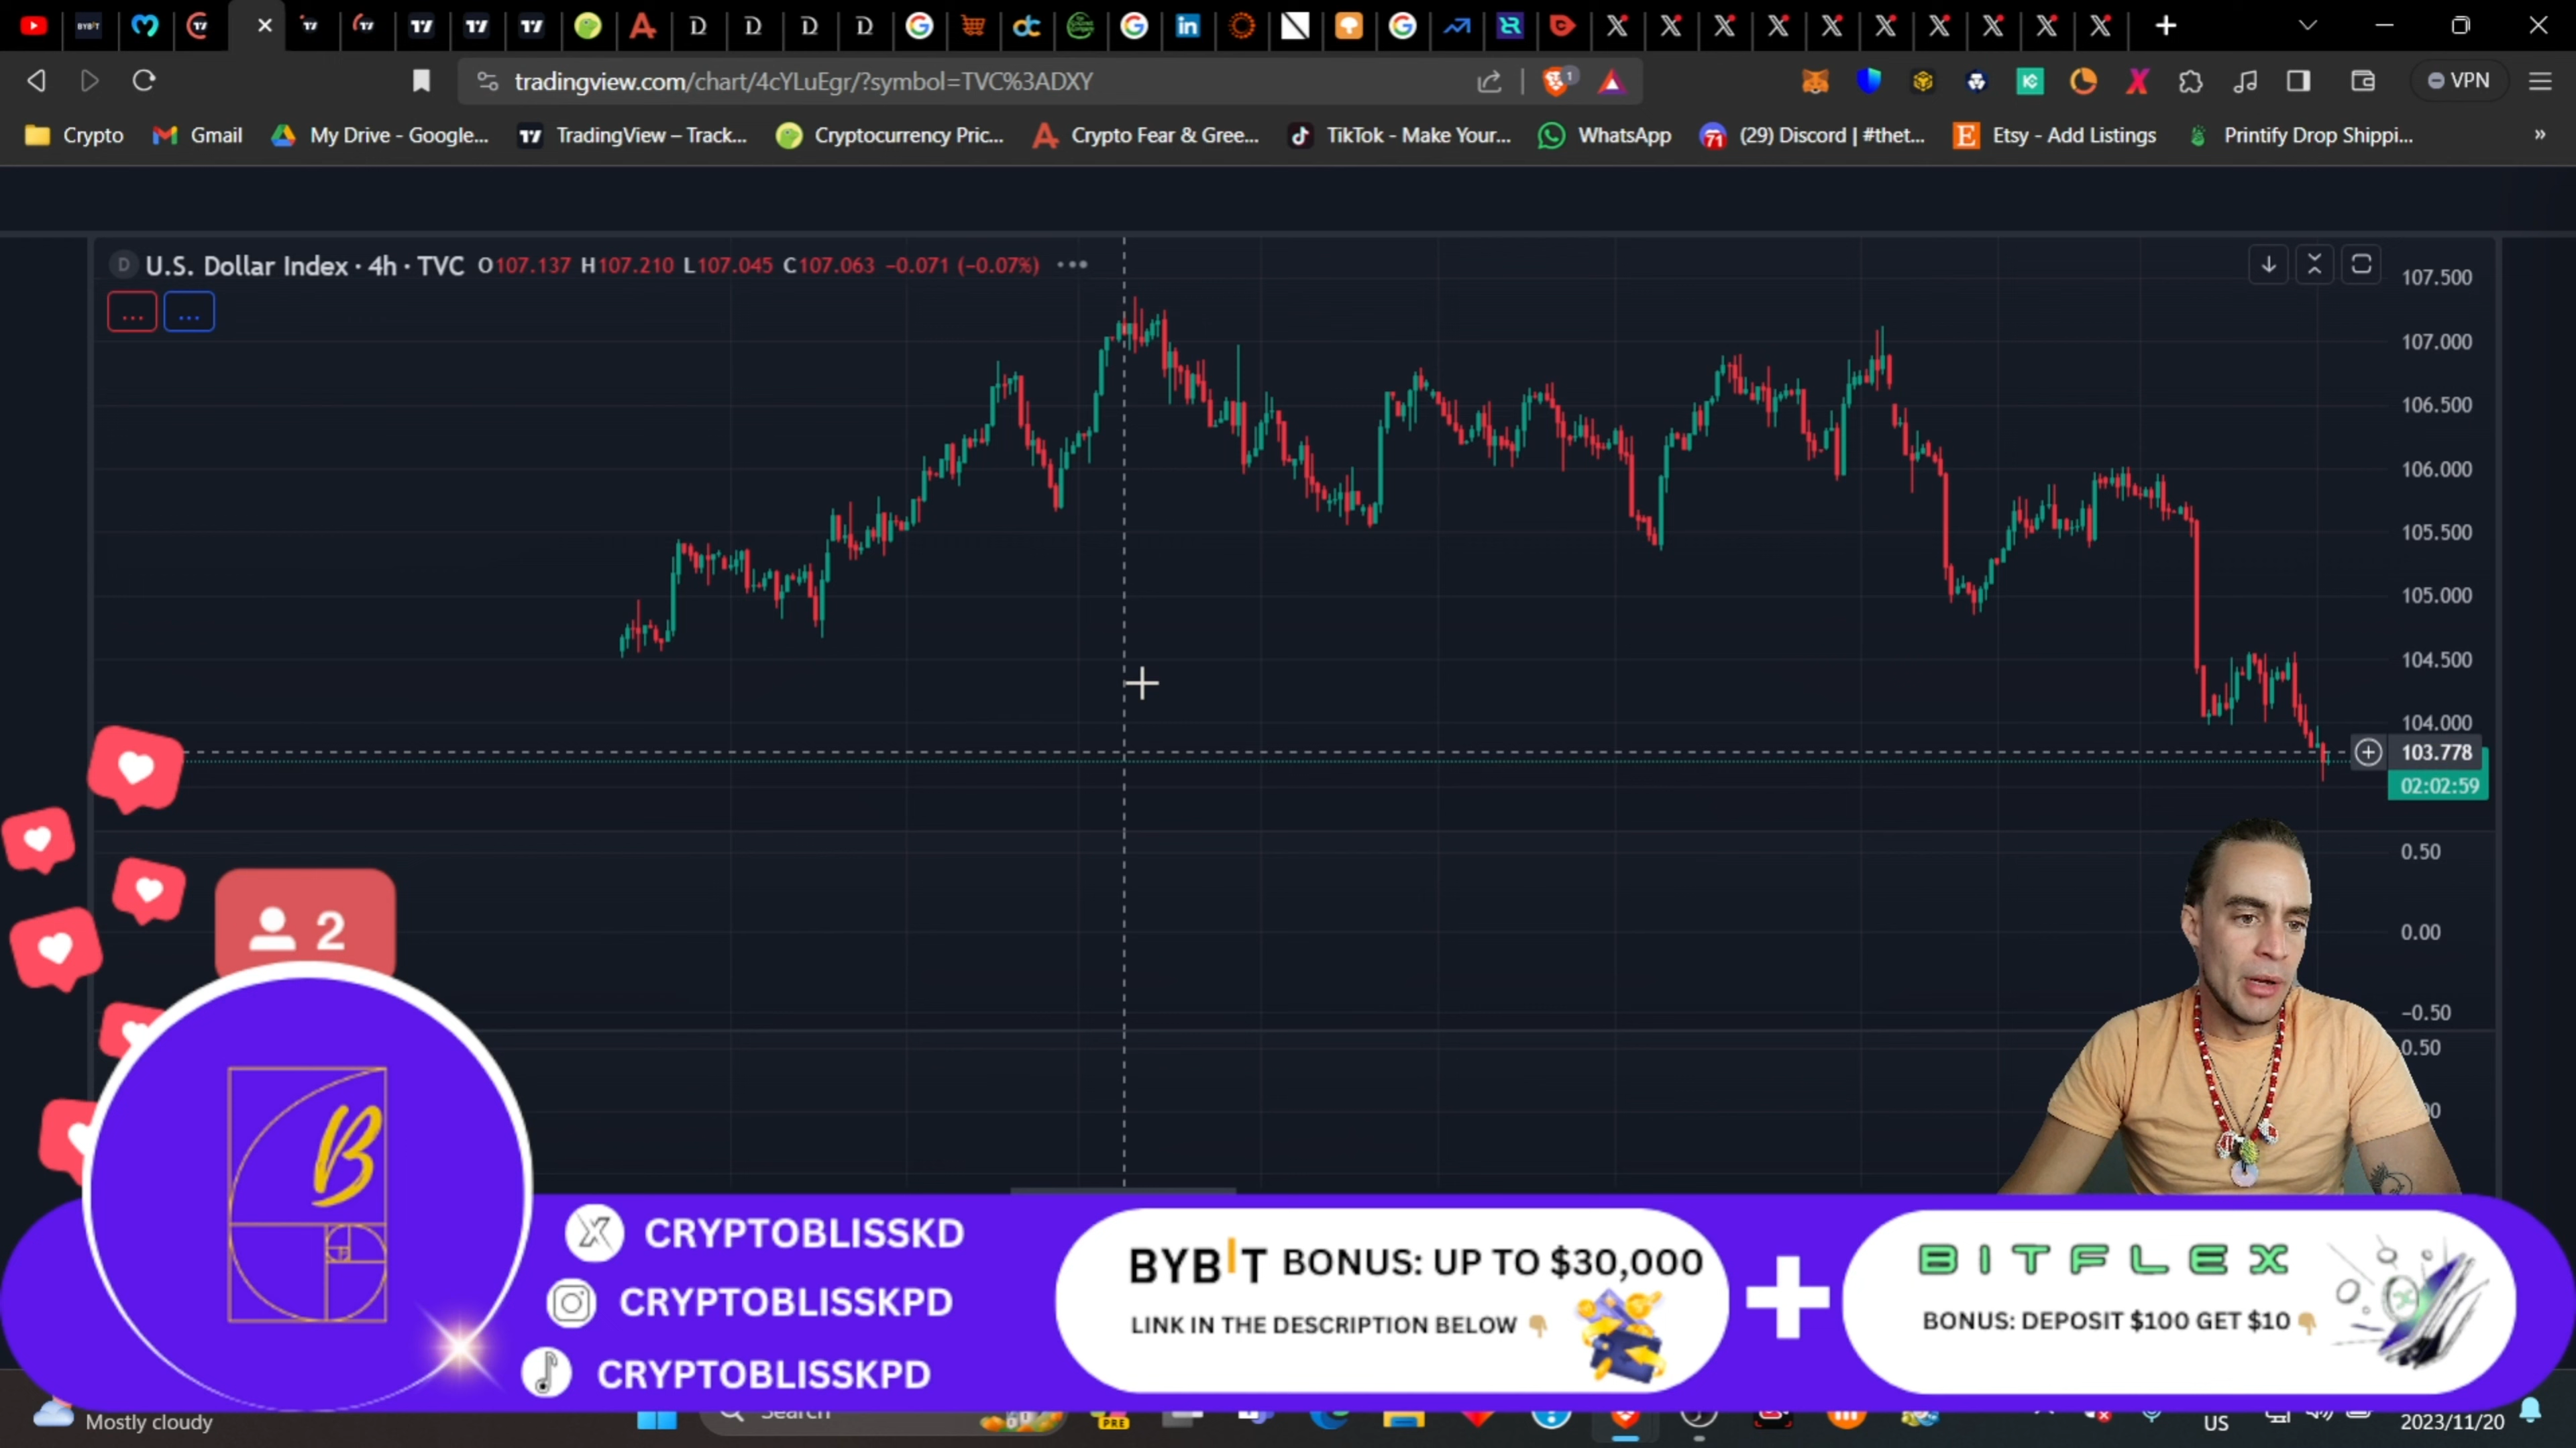 tradingview.com/chart/4cYLuEgr/?symbol=TVC%3ADXY
VPN
Crypto
Gmail
My Drive - Google...
TradingView – Track...
Cryptocurrency Pric...
Crypto Fear & Gree...
TikTok - Make Your...
WhatsApp
(29) Discord | #thet...
Etsy - Add Listings
Printify Drop Shippi...
U.S. Dollar Index · 4h · TVC O107.137 H107.210 L107.045 C107.063 −0.071 (−0.07%)
107.500
107.000
106.500
106.000
105.500
105.000
104.500
104.000
103.778
02:02:59
0.50
0.00
−0.50
0.50
2
B
CRYPTOBLISSKD
CRYPTOBLISSKPD
CRYPTOBLISSKPD
BYBIT BONUS: UP TO $30,000
LINK IN THE DESCRIPTION BELOW
BITFLEX
BONUS: DEPOSIT $100 GET $10
Mostly cloudy
Search
PRE
US
2023/11/20